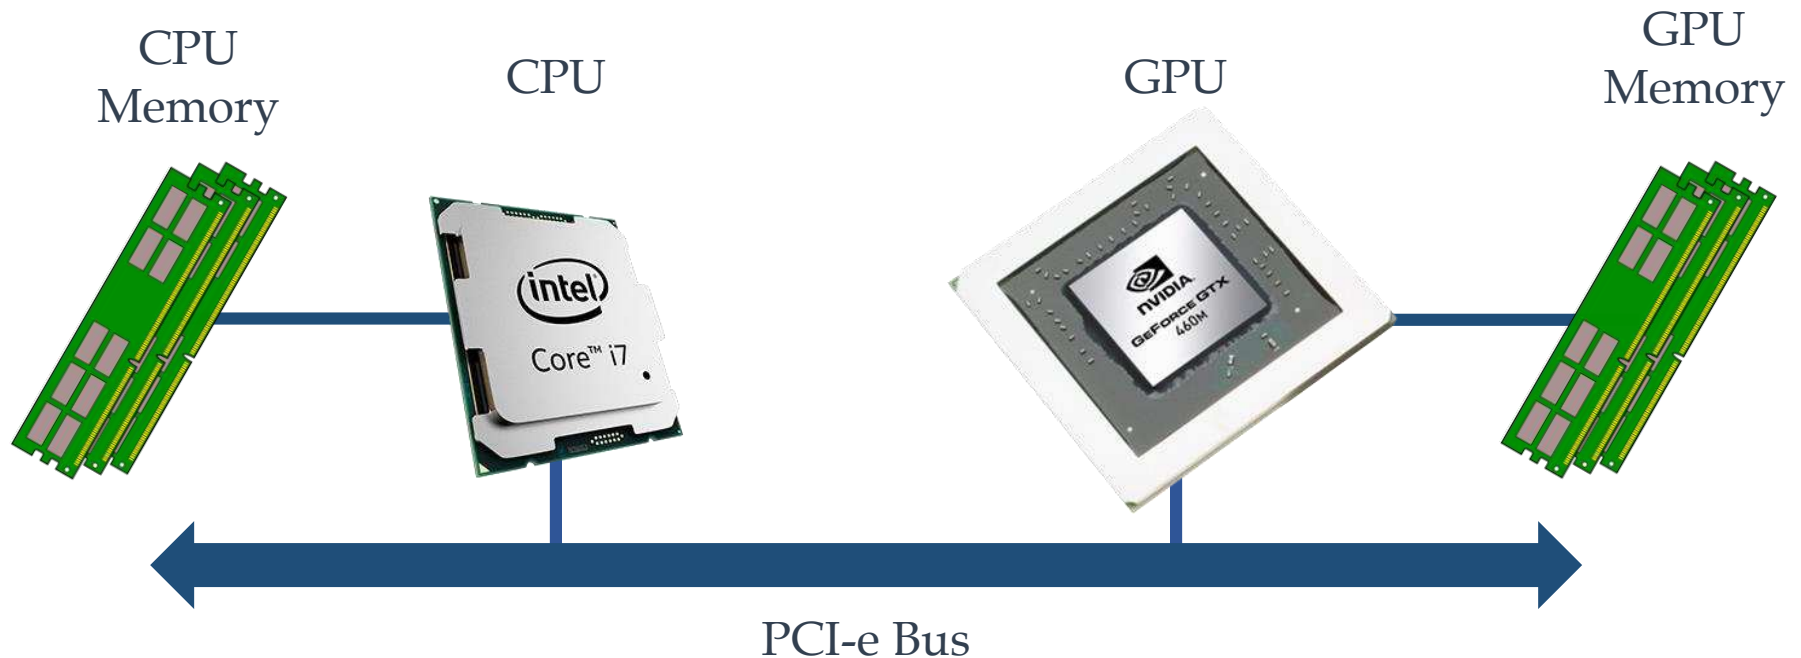 CPU
Memory
CPU
GPU
GPU
Memory
intel
Core™ i7
NVIDIA
GEFORCE GTX
460M
PCI-e Bus